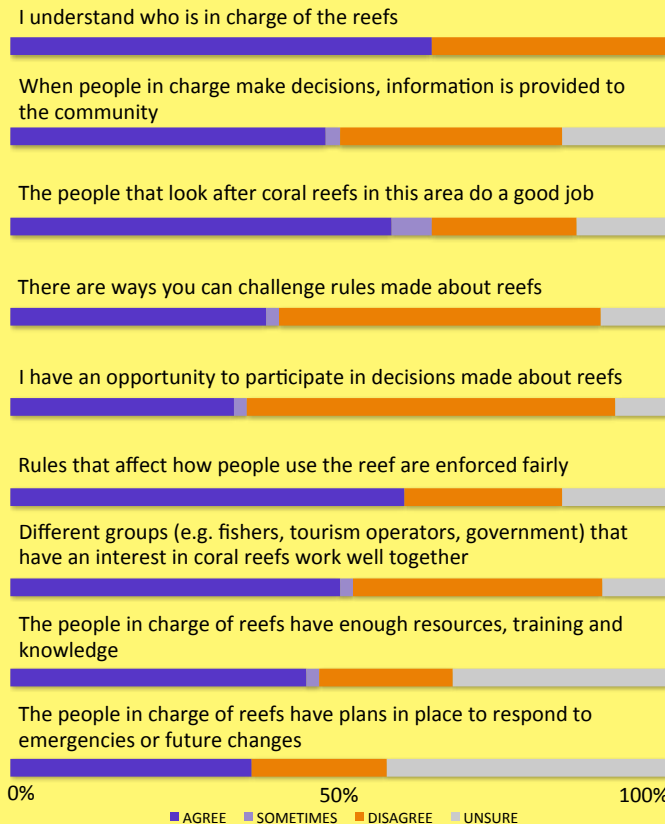 I understand who is in charge of the reefs
When people in charge make decisions, information is provided to
the community
The people that look after coral reefs in this area do a good job
There are ways you can challenge rules made about reefs
I have an opportunity to participate in decisions made about reefs
Rules that affect how people use the reef are enforced fairly
Different groups (e.g. fishers, tourism operators, government) that
have an interest in coral reefs work well together
The people in charge of reefs have enough resources, training and
knowledge
The people in charge of reefs have plans in place to respond to
emergencies or future changes
0% 50% 100%
AGREE SOMETIMES DISAGREE UNSURE